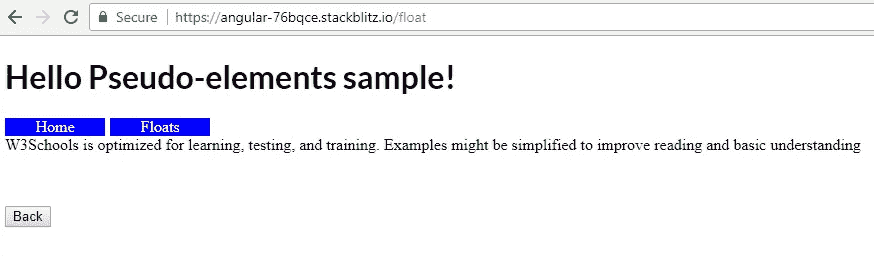 Secure https://angular-76bqce.stackblitz.io/float
Hello Pseudo-elements sample!
Home Floats
W3Schools is optimized for learning, testing, and training. Examples might be simplified to improve reading and basic understanding
Back